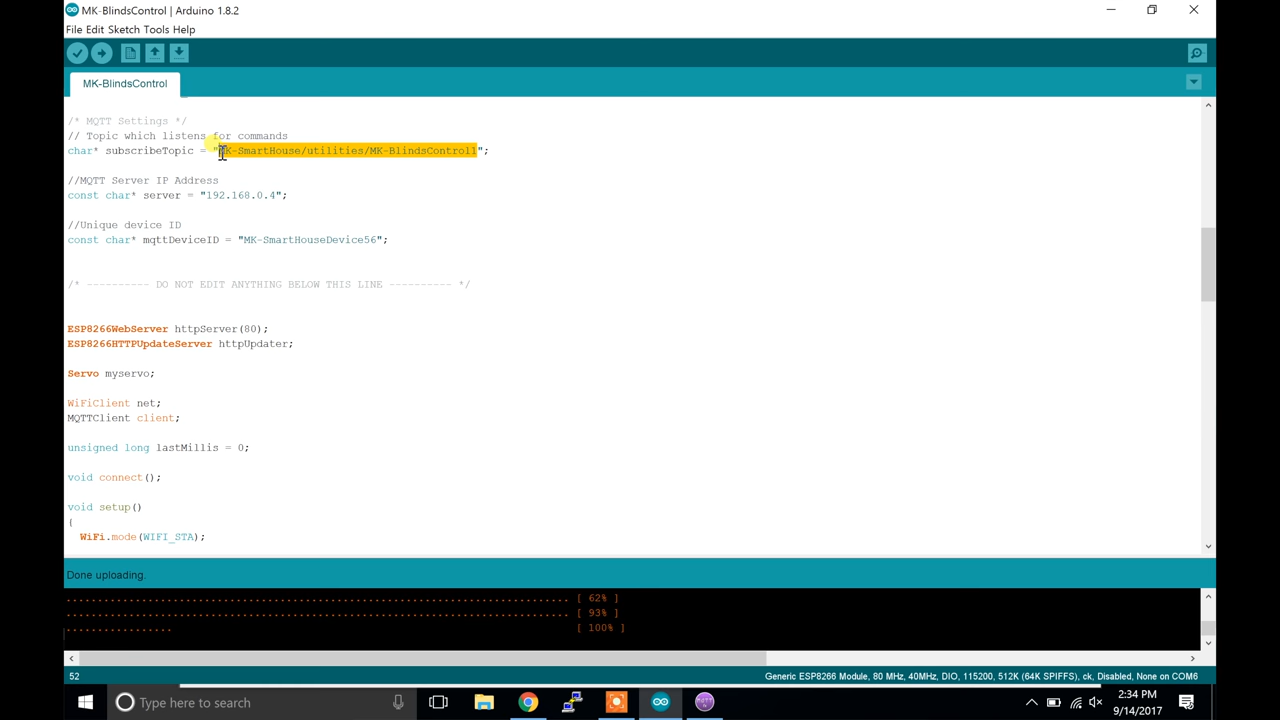 MK-BlindsControl | Arduino 1.8.2
File Edit Sketch Tools Help
MK-BlindsControl
/* MQTT Settings */
// Topic which listens for commands
char* subscribeTopic = "MK-SmartHouse/utilities/MK-BlindsControl1";
//MQTT Server IP Address
const char* server = "192.168.0.4";
//Unique device ID
const char* mqttDeviceID = "MK-SmartHouseDevice56";
/* ---------- DO NOT EDIT ANYTHING BELOW THIS LINE ---------- */
ESP8266WebServer httpServer(80);
ESP8266HTTPUpdateServer httpUpdater;
Servo myservo;
WiFiClient net;
MQTTClient client;
unsigned long lastMillis = 0;
void connect();
void setup()
{
WiFi.mode(WIFI_STA);
Done uploading.
................................................................................ [ 62% ]
................................................................................ [ 93% ]
................. [ 100% ]
52
Generic ESP8266 Module, 80 MHz, 40MHz, DIO, 115200, 512K (64K SPIFFS), ck, Disabled, None on COM6
Type here to search
2:34 PM
9/14/2017